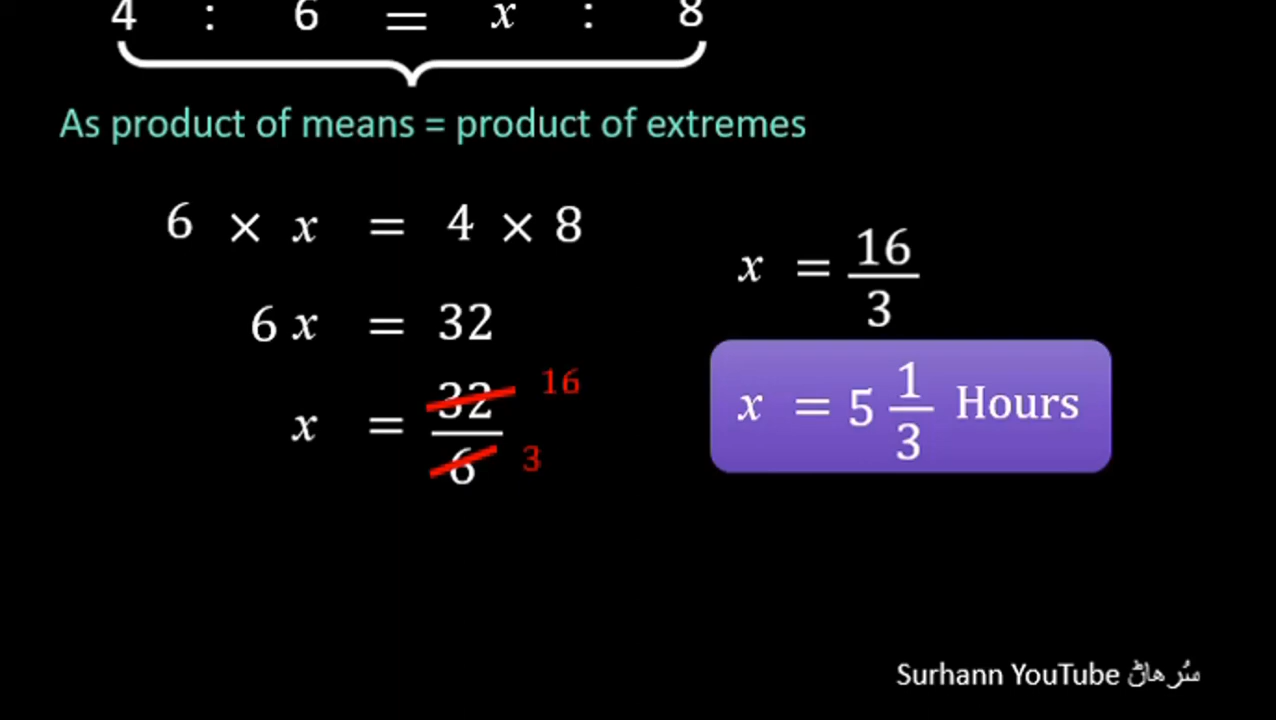 4 : 6 = x : 8
As product of means = product of extremes
6 × x = 4 × 8
6 x = 32
x = 32/6 16 3
x = 16/3
x = 5 1/3 Hours
Surhann YouTube سُرھاڻ